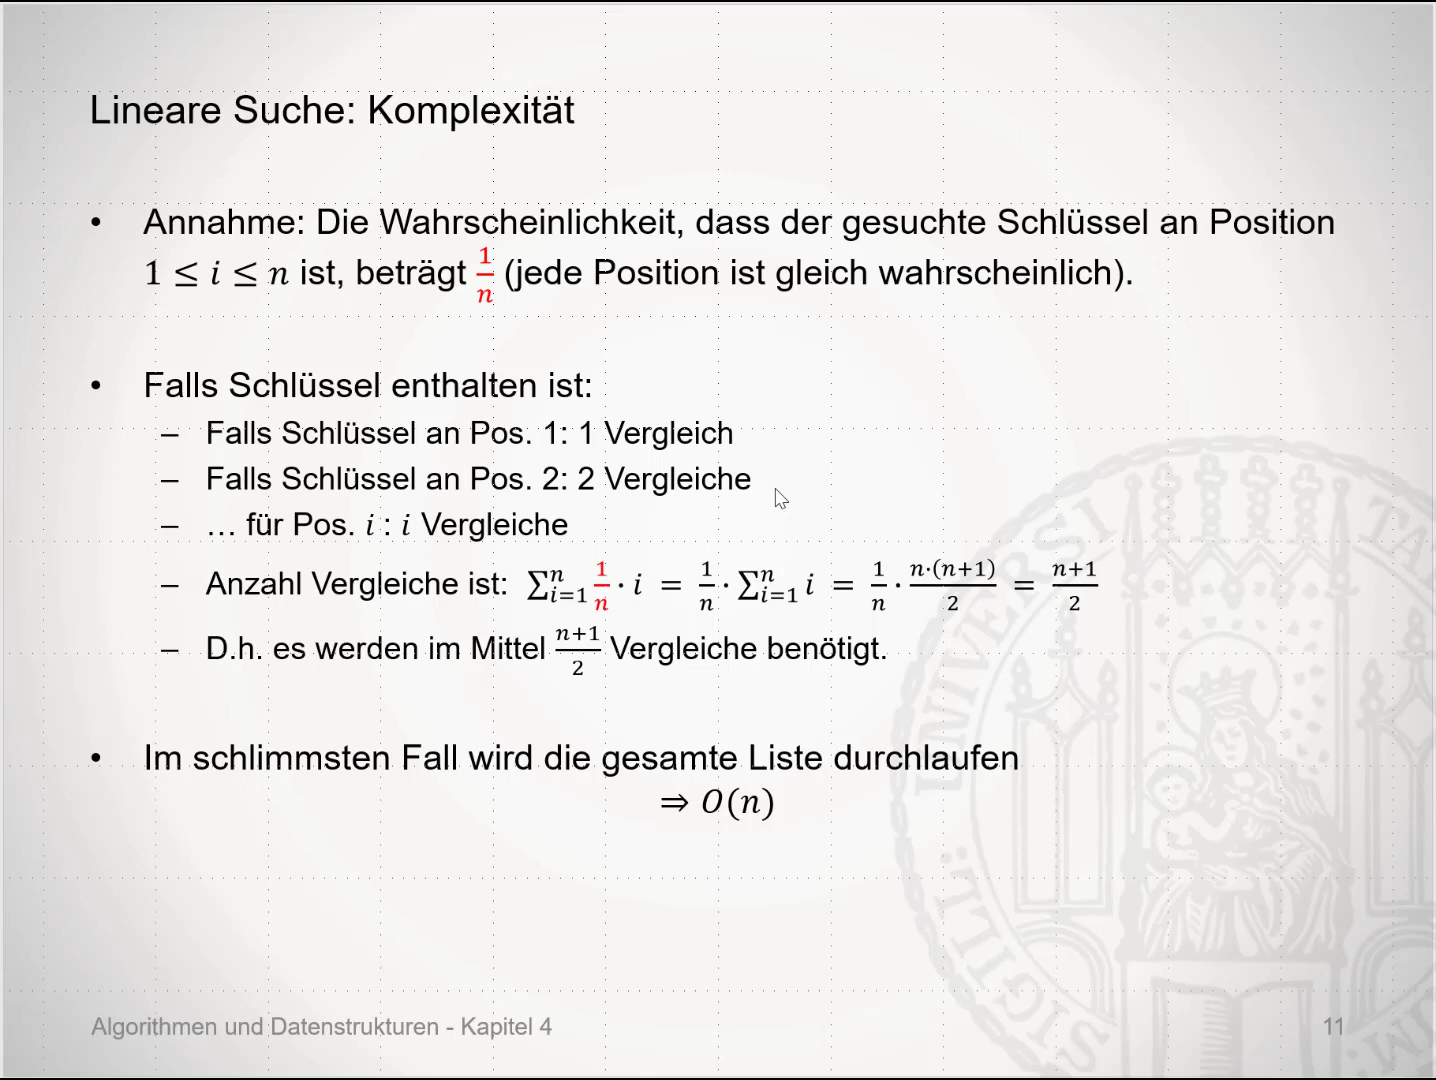 Lineare Suche: Komplexität
• Annahme: Die Wahrscheinlichkeit, dass der gesuchte Schlüssel an Position
1 ≤ i ≤ n ist, beträgt 1/n (jede Position ist gleich wahrscheinlich).
• Falls Schlüssel enthalten ist:
– Falls Schlüssel an Pos. 1: 1 Vergleich
– Falls Schlüssel an Pos. 2: 2 Vergleiche
– … für Pos. i : i Vergleiche
– Anzahl Vergleiche ist: ∑_{i=1}^{n} 1/n · i = 1/n · ∑_{i=1}^{n} i = 1/n · n·(n+1)/2 = (n+1)/2
– D.h. es werden im Mittel (n+1)/2 Vergleiche benötigt.
• Im schlimmsten Fall wird die gesamte Liste durchlaufen
⇒ O(n)
UNIVERSI TA
SIGILL
Algorithmen und Datenstrukturen - Kapitel 4
11